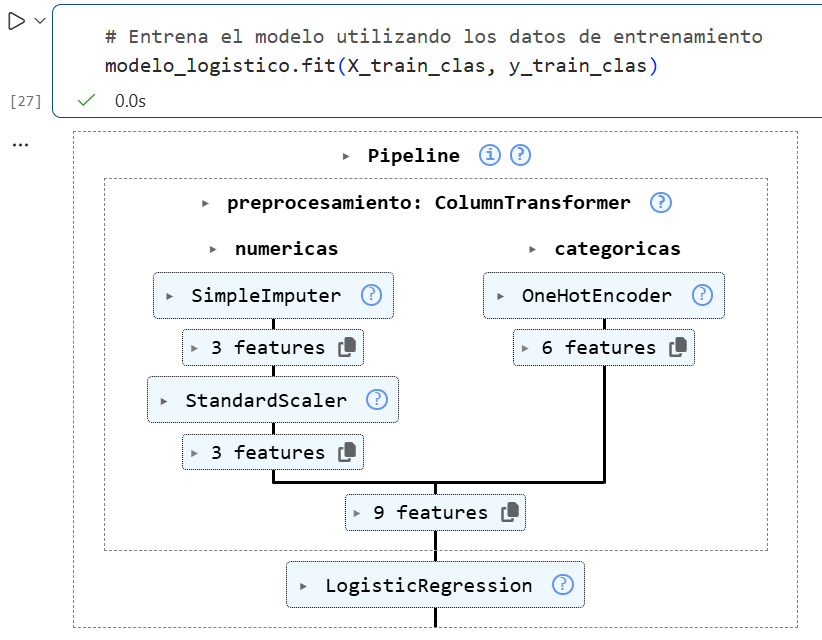 # Entrena el modelo utilizando los datos de entrenamiento
modelo_logistico.fit(X_train_clas, y_train_clas)
[27]
0.0s
...
Pipeline i ?
preprocesamiento: ColumnTransformer ?
numericas
categoricas
SimpleImputer ?
OneHotEncoder ?
3 features
6 features
StandardScaler ?
3 features
9 features
LogisticRegression ?